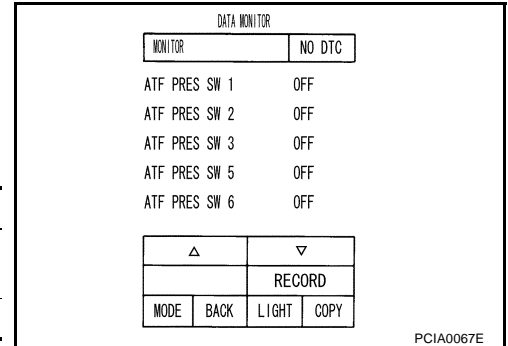 DATA MONITOR
MONITOR NO DTC
ATF PRES SW 1 OFF
ATF PRES SW 2 OFF
ATF PRES SW 3 OFF
ATF PRES SW 5 OFF
ATF PRES SW 6 OFF
△ ▽
RECORD
MODE BACK LIGHT COPY
PCIA0067E